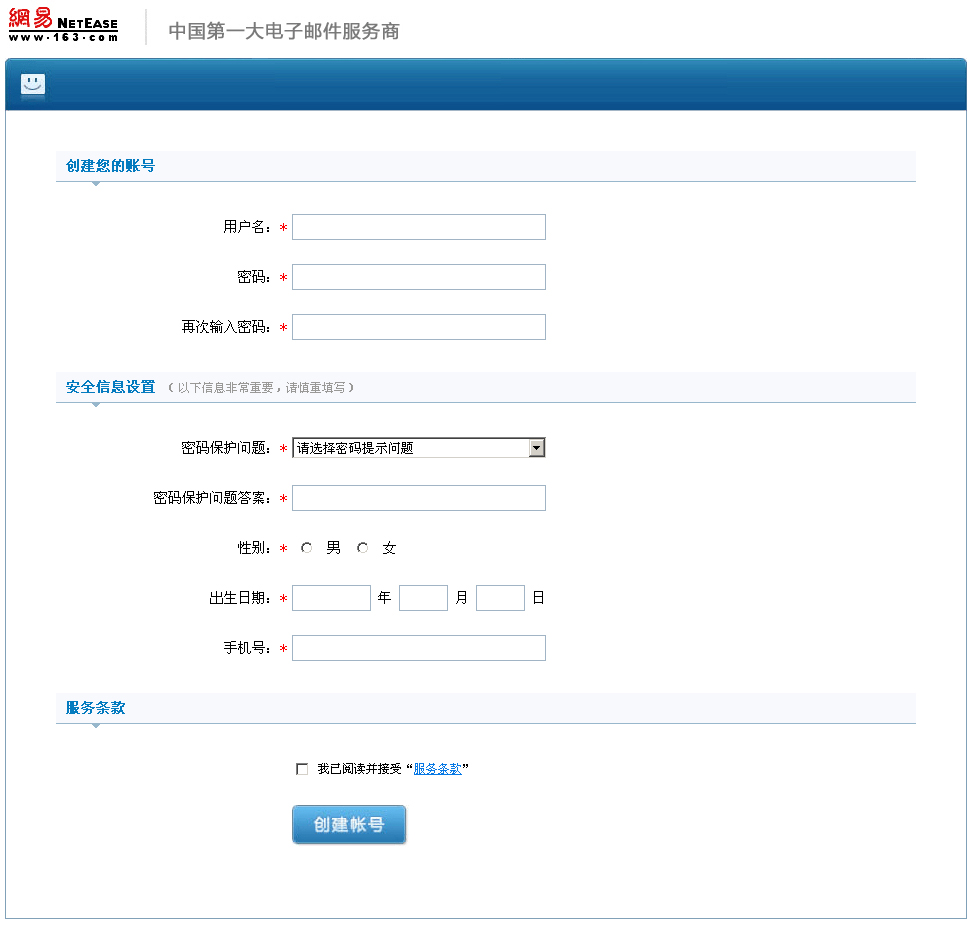 網易 NETEASE
www.163.com
中国第一大电子邮件服务商
创建您的账号
用户名：*
密码：*
再次输入密码：*
安全信息设置 （以下信息非常重要，请慎重填写）
密码保护问题：* 请选择密码提示问题
密码保护问题答案：*
性别：* 男 女
出生日期：* 年 月 日
手机号：*
服务条款
我已阅读并接受“服务条款”
创建帐号